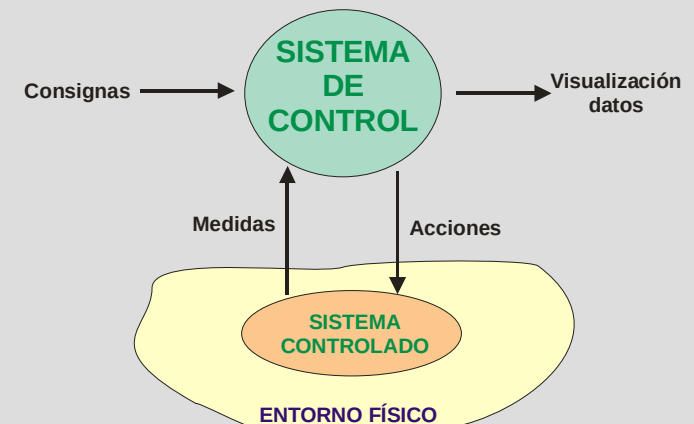 SISTEMA
DE
CONTROL
Consignas
Visualización
datos
Medidas
Acciones
SISTEMA
CONTROLADO
ENTORNO FÍSICO